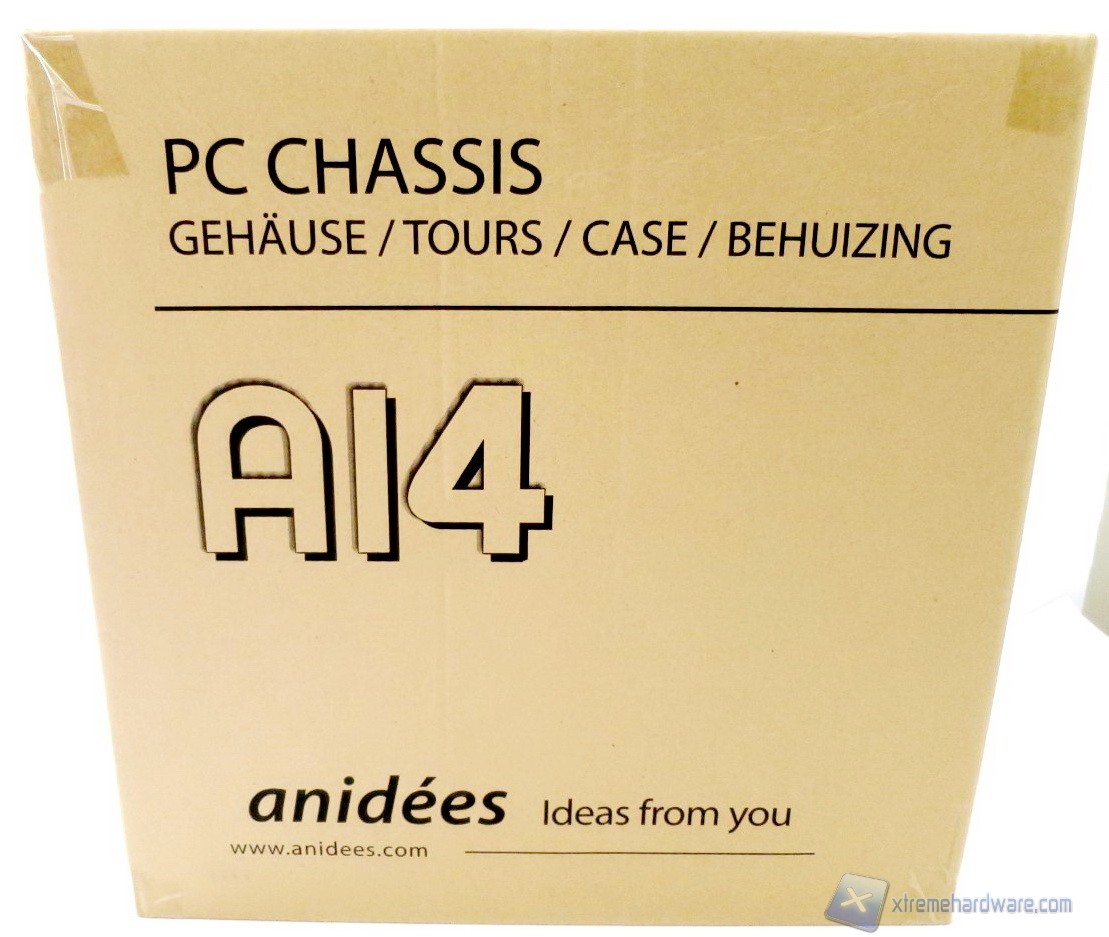 PC CHASSIS
GEHÄUSE / TOURS / CASE / BEHUIZING
AI4
anidées Ideas from you
www.anidees.com
xtremehardware.com